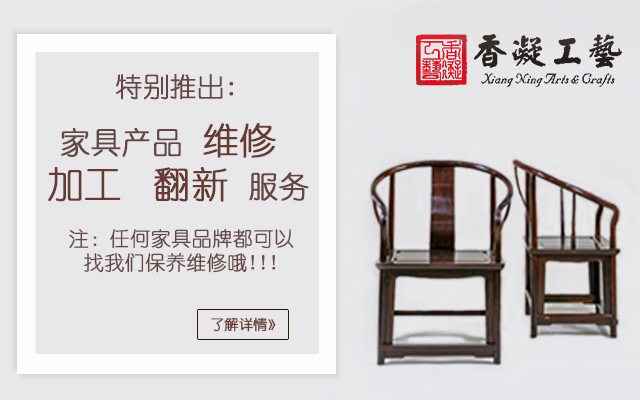 特别推出：
家具产品 维修
加工 翻新 服务
注：任何家具品牌都可以
找我们保养维修哦!!!
了解详情》
香凝工藝
香凝工藝
Xiang Ning Arts & Crafts